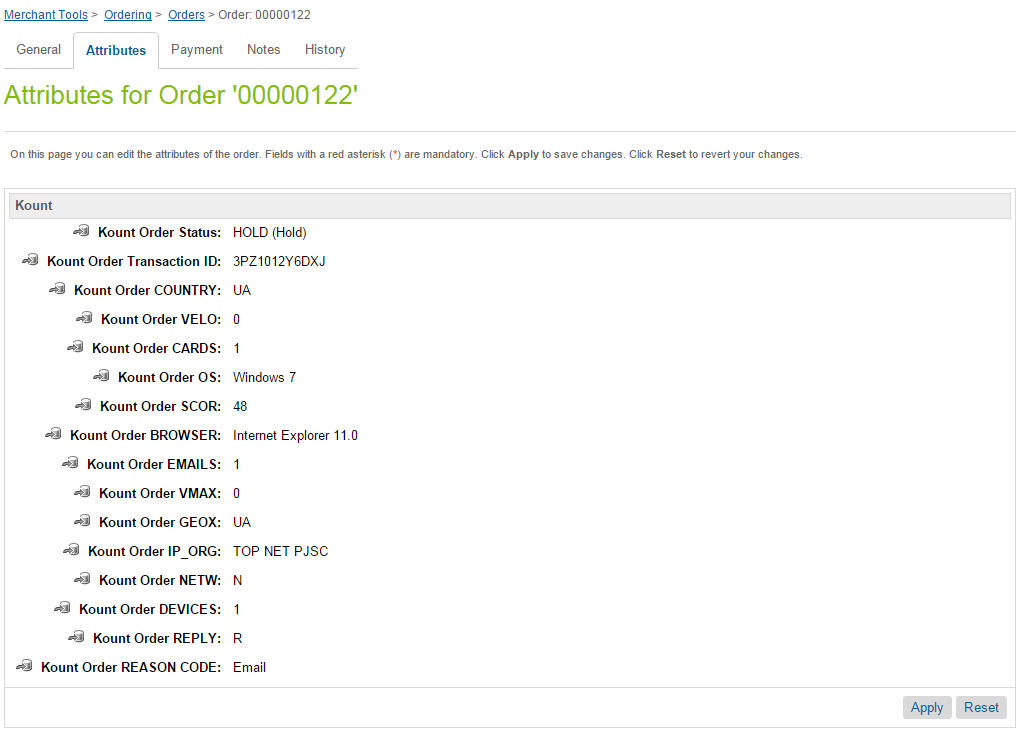 Merchant Tools > Ordering > Orders > Order: 00000122
General Attributes Payment Notes History
Attributes for Order '00000122'
On this page you can edit the attributes of the order. Fields with a red asterisk (*) are mandatory. Click Apply to save changes. Click Reset to revert your changes.
Kount
Kount Order Status: HOLD (Hold)
Kount Order Transaction ID: 3PZ1012Y6DXJ
Kount Order COUNTRY: UA
Kount Order VELO: 0
Kount Order CARDS: 1
Kount Order OS: Windows 7
Kount Order SCOR: 48
Kount Order BROWSER: Internet Explorer 11.0
Kount Order EMAILS: 1
Kount Order VMAX: 0
Kount Order GEOX: UA
Kount Order IP_ORG: TOP NET PJSC
Kount Order NETW: N
Kount Order DEVICES: 1
Kount Order REPLY: R
Kount Order REASON CODE: Email
Apply Reset